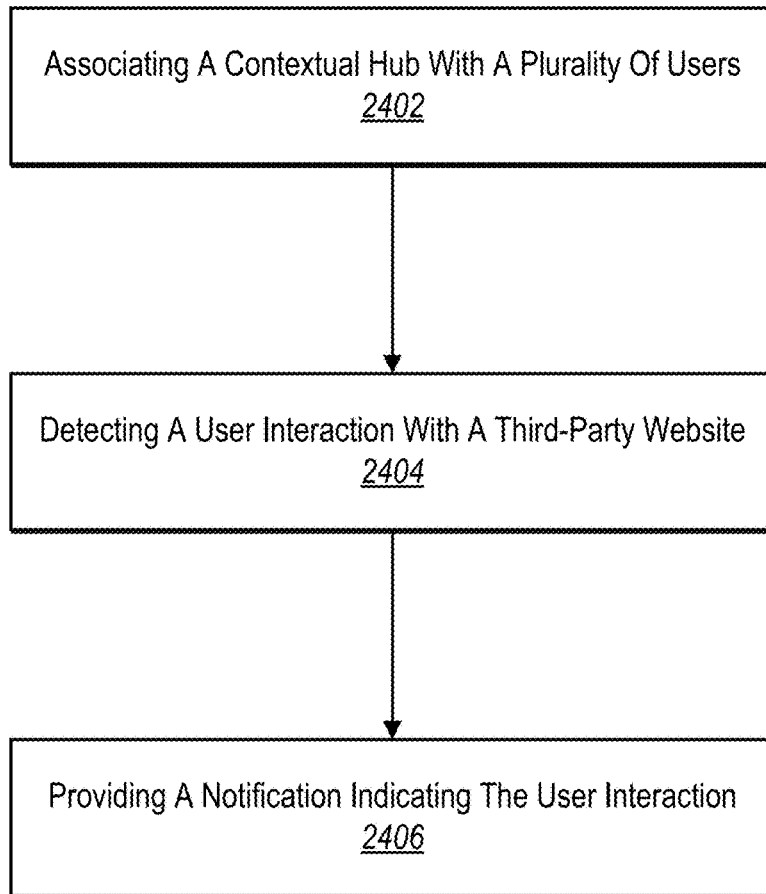 Associating A Contextual Hub With A Plurality Of Users
2402
Detecting A User Interaction With A Third-Party Website
2404
Providing A Notification Indicating The User Interaction
2406